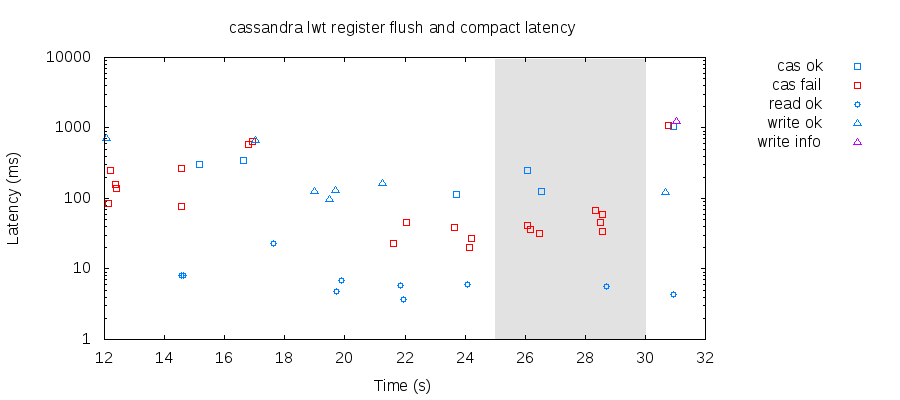 cassandra lwt register flush and compact latency
10000
1000
100
10
1
Latency (ms)
12 14 16 18 20 22 24 26 28 30 32
Time (s)
cas ok
cas fail
read ok
write ok
write info